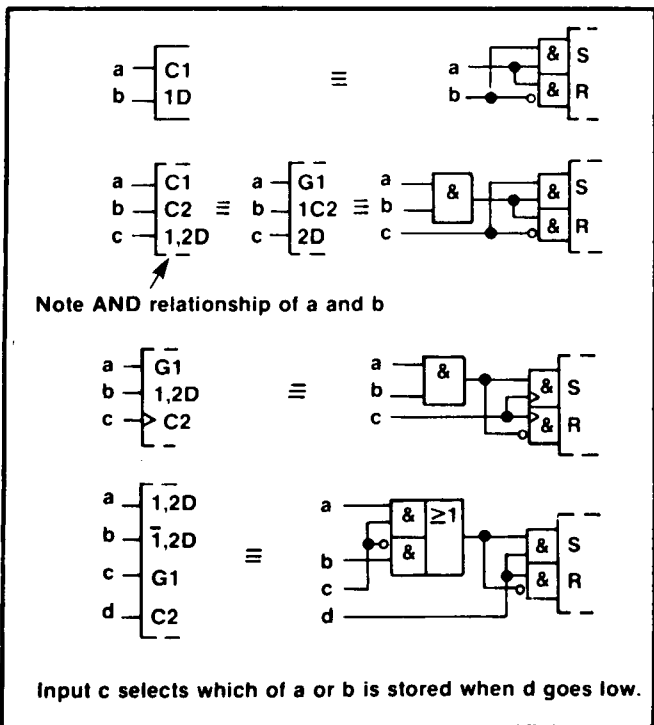 a C1
b 1D
≡
a
b
& S
& R
a C1
b C2
c 1,2D
≡
a G1
b 1C2
c 2D
≡
a
b
c
&
& S
& R
Note AND relationship of a and b
a G1
b 1,2D
c C2
≡
a
b
c
&
& S
& R
a 1,2D
b 1̅,2D
c G1
d C2
≡
a
b
c
d
& ≥1
&
& S
& R
Input c selects which of a or b is stored when d goes low.